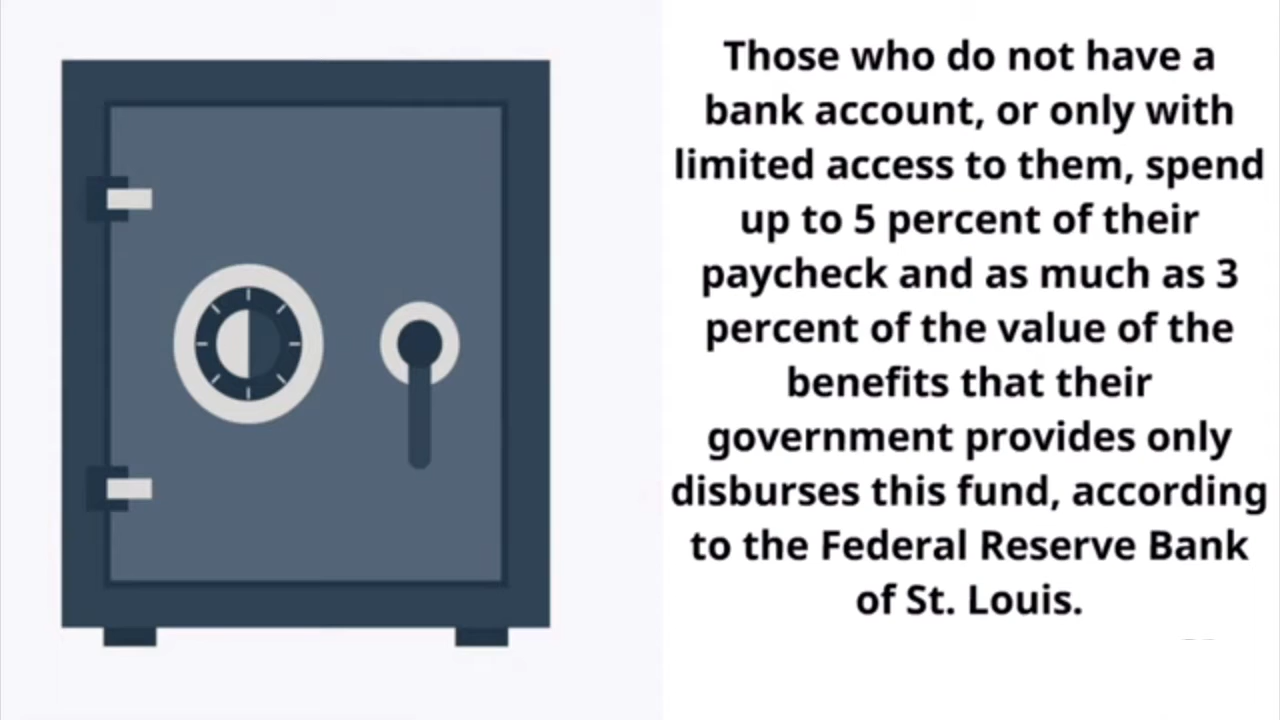 Those who do not have a
bank account, or only with
limited access to them, spend
up to 5 percent of their
paycheck and as much as 3
percent of the value of the
benefits that their
government provides only
disburses this fund, according
to the Federal Reserve Bank
of St. Louis.